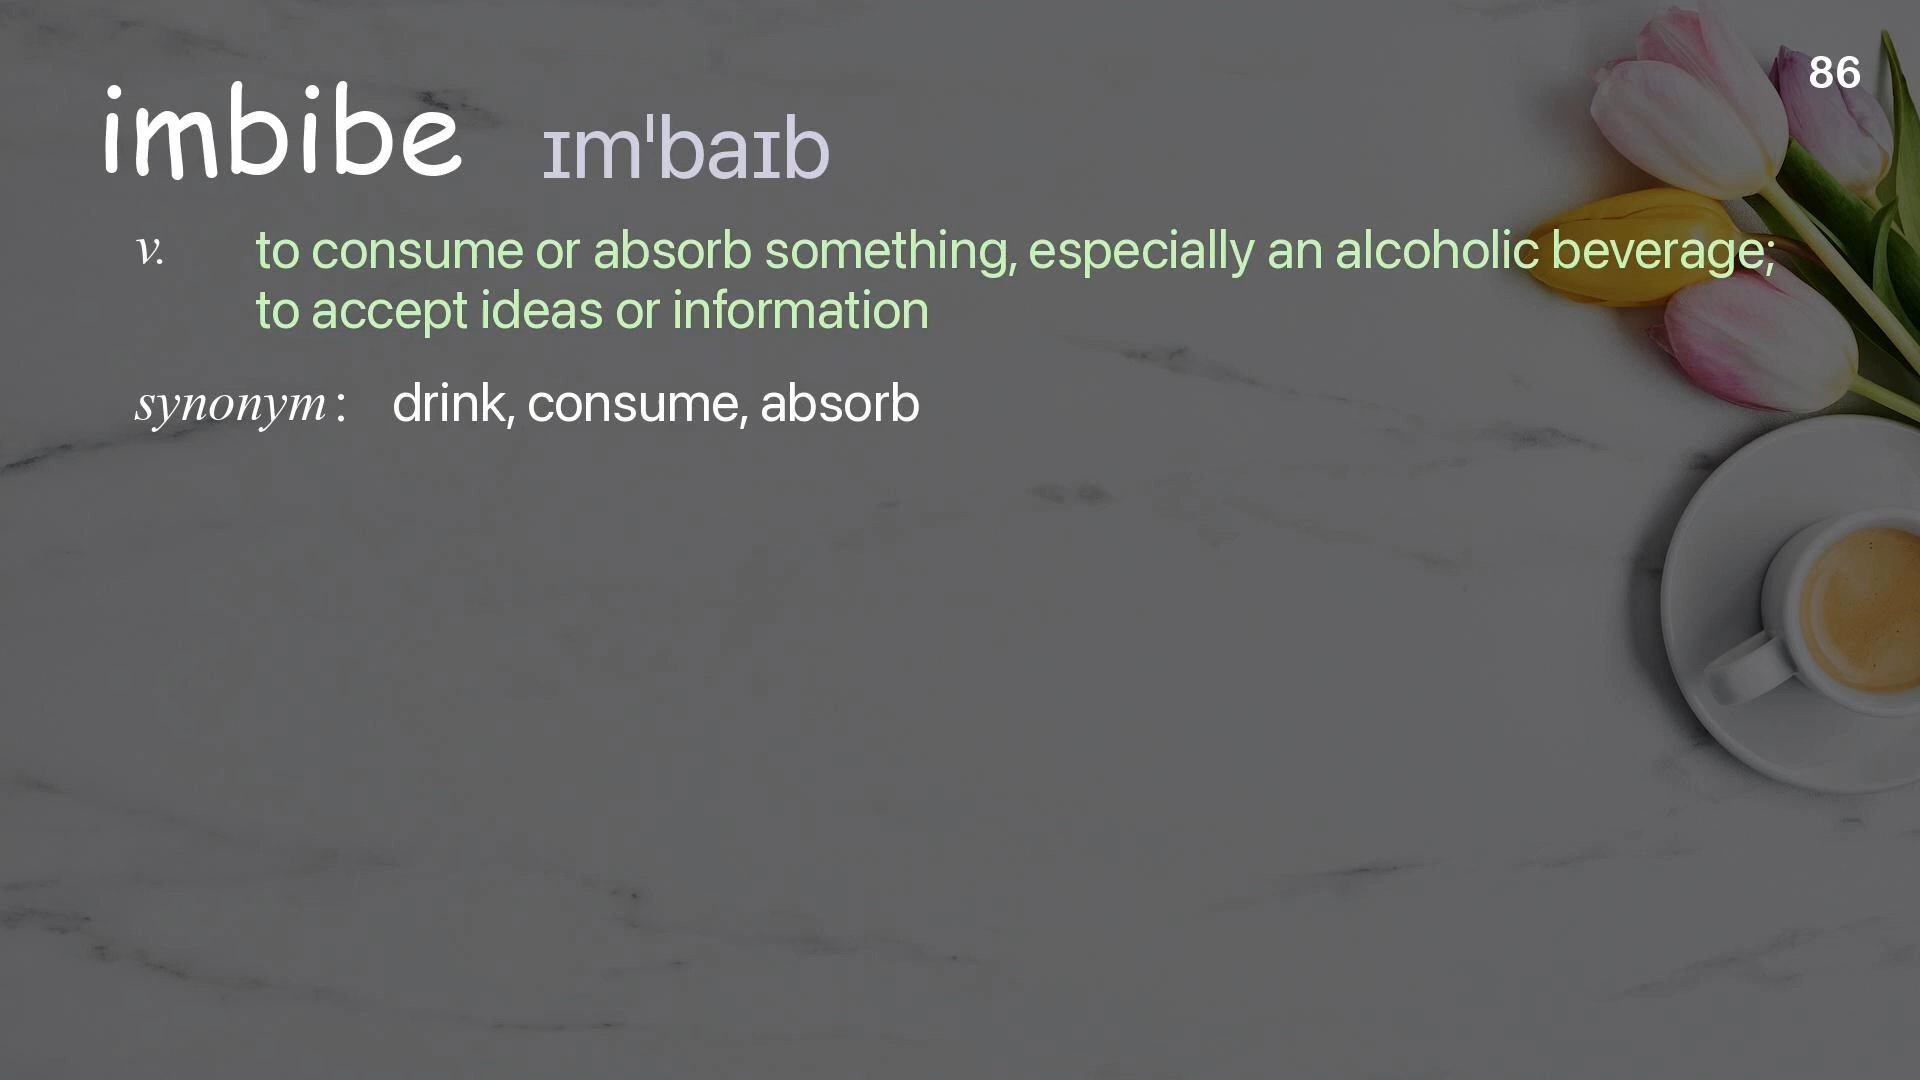 86
imbibe ɪmˈbaɪb
v. to consume or absorb something, especially an alcoholic beverage;
to accept ideas or information
synonym: drink, consume, absorb